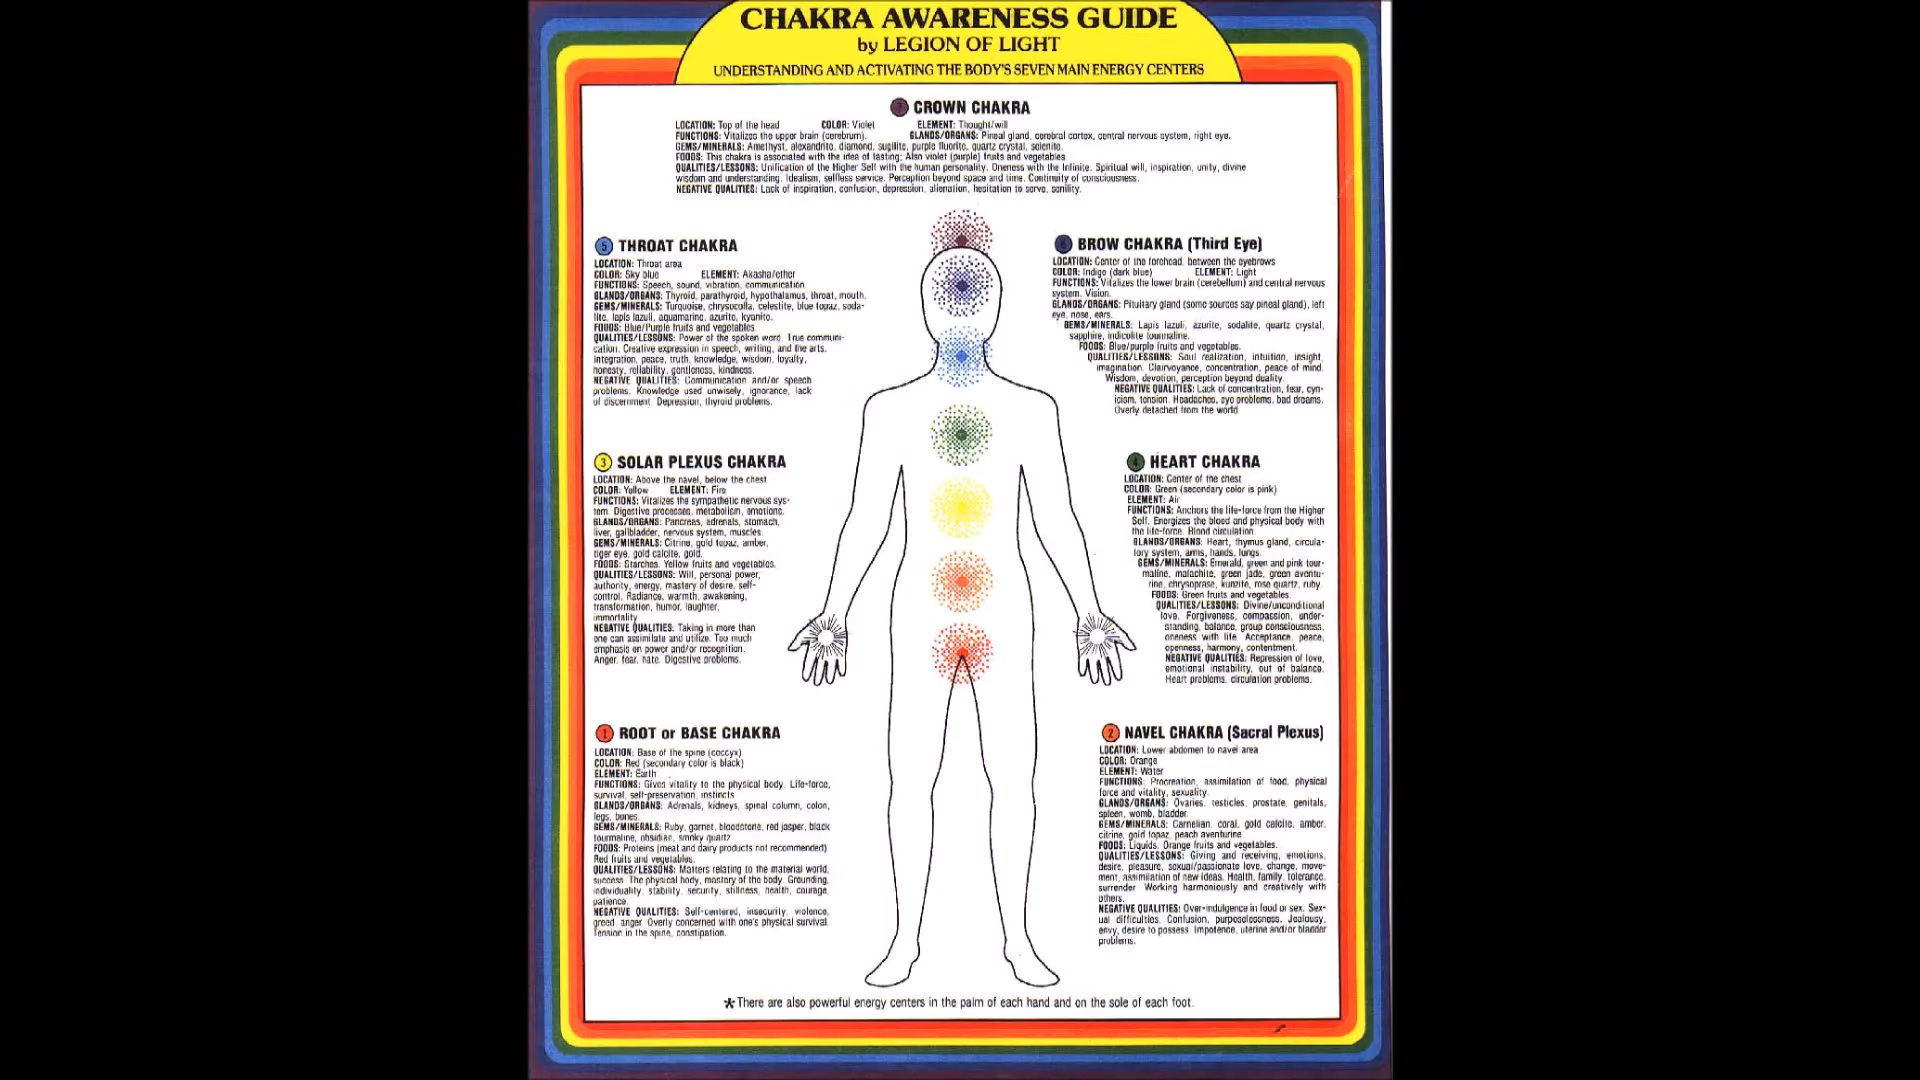 CHAKRA AWARENESS GUIDE
by LEGION OF LIGHT
UNDERSTANDING AND ACTIVATING THE BODY'S SEVEN MAIN ENERGY CENTERS
7 CROWN CHAKRA
LOCATION: Top of the head COLOR: Violet ELEMENT: Thought/will
FUNCTIONS: Vitalizes the upper brain (cerebrum). GLANDS/ORGANS: Pineal gland, cerebral cortex, central nervous system, right eye.
GEMS/MINERALS: Amethyst, alexandrite, diamond, sugilite, purple fluorite, quartz crystal, selenite.
FOODS: This chakra is associated with the idea of fasting; Also violet (purple) fruits and vegetables.
QUALITIES/LESSONS: Unification of the Higher Self with the human personality. Oneness with the Infinite. Spiritual will, inspiration, unity, divine
wisdom and understanding. Idealism, selfless service. Perception beyond space and time. Continuity of consciousness.
NEGATIVE QUALITIES: Lack of inspiration, confusion, depression, alienation, hesitation to serve, senility.
5 THROAT CHAKRA
LOCATION: Throat area
COLOR: Sky blue ELEMENT: Akasha/ether
FUNCTIONS: Speech, sound, vibration, communication.
GLANDS/ORGANS: Thyroid, parathyroid, hypothalamus, throat, mouth.
GEMS/MINERALS: Turquoise, chrysocolla, celestite, blue topaz, soda-
lite, lapis lazuli, aquamarine, azurite, kyanite.
FOODS: Blue/Purple fruits and vegetables.
QUALITIES/LESSONS: Power of the spoken word. True communi-
cation. Creative expression in speech, writing, and the arts.
Integration, peace, truth, knowledge, wisdom, loyalty,
honesty, reliability, gentleness, kindness.
NEGATIVE QUALITIES: Communication and/or speech
problems. Knowledge used unwisely, ignorance, lack
of discernment. Depression, thyroid problems.
6 BROW CHAKRA (Third Eye)
LOCATION: Center of the forehead, between the eyebrows
COLOR: Indigo (dark blue) ELEMENT: Light
FUNCTIONS: Vitalizes the lower brain (cerebellum) and central nervous
system. Vision.
GLANDS/ORGANS: Pituitary gland (some sources say pineal gland), left
eye, nose, ears.
GEMS/MINERALS: Lapis lazuli, azurite, sodalite, quartz crystal,
sapphire, indicolite tourmaline.
FOODS: Blue/purple fruits and vegetables.
QUALITIES/LESSONS: Soul realization, intuition, insight,
imagination. Clairvoyance, concentration, peace of mind.
Wisdom, devotion, perception beyond duality.
NEGATIVE QUALITIES: Lack of concentration, fear, cyn-
icism, tension. Headaches, eye problems, bad dreams.
Overly detached from the world
3 SOLAR PLEXUS CHAKRA
LOCATION: Above the navel, below the chest
COLOR: Yellow ELEMENT: Fire
FUNCTIONS: Vitalizes the sympathetic nervous sys-
tem. Digestive processes, metabolism, emotions.
GLANDS/ORGANS: Pancreas, adrenals, stomach,
liver, gallbladder, nervous system, muscles.
GEMS/MINERALS: Citrine, gold topaz, amber,
tiger eye, gold calcite, gold.
FOODS: Starches. Yellow fruits and vegetables.
QUALITIES/LESSONS: Will, personal power,
authority, energy, mastery of desire, self-
control. Radiance, warmth, awakening,
transformation, humor, laughter,
immortality
NEGATIVE QUALITIES: Taking in more than
one can assimilate and utilize. Too much
emphasis on power and/or recognition.
Anger, fear, hate. Digestive problems.
4 HEART CHAKRA
LOCATION: Center of the chest
COLOR: Green (secondary color is pink)
ELEMENT: Air
FUNCTIONS: Anchors the life-force from the Higher
Self. Energizes the blood and physical body with
the life-force. Blood circulation.
GLANDS/ORGANS: Heart, thymus gland, circula-
tory system, arms, hands, lungs.
GEMS/MINERALS: Emerald, green and pink tour-
maline, malachite, green jade, green aventu-
rine, chrysoprase, kunzite, rose quartz, ruby.
FOODS: Green fruits and vegetables.
QUALITIES/LESSONS: Divine/unconditional
love. Forgiveness, compassion, under-
standing, balance, group consciousness,
oneness with life. Acceptance, peace,
openness, harmony, contentment.
NEGATIVE QUALITIES: Repression of love,
emotional instability, out of balance.
Heart problems, circulation problems.
1 ROOT or BASE CHAKRA
LOCATION: Base of the spine (coccyx)
COLOR: Red (secondary color is black)
ELEMENT: Earth
FUNCTIONS: Gives vitality to the physical body. Life-force,
survival, self-preservation, instincts
GLANDS/ORGANS: Adrenals, kidneys, spinal column, colon,
legs, bones.
GEMS/MINERALS: Ruby, garnet, bloodstone, red jasper, black
tourmaline, obsidian, smoky quartz
FOODS: Proteins (meat and dairy products not recommended)
Red fruits and vegetables.
QUALITIES/LESSONS: Matters relating to the material world,
success. The physical body, mastery of the body. Grounding,
individuality, stability, security, stillness, health, courage,
patience.
NEGATIVE QUALITIES: Self-centered, insecurity, violence,
greed, anger. Overly concerned with one's physical survival.
Tension in the spine, constipation.
2 NAVEL CHAKRA (Sacral Plexus)
LOCATION: Lower abdomen to navel area
COLOR: Orange
ELEMENT: Water
FUNCTIONS: Procreation, assimilation of food, physical
force and vitality, sexuality.
GLANDS/ORGANS: Ovaries, testicles, prostate, genitals,
spleen, womb, bladder.
GEMS/MINERALS: Carnelian, coral, gold calcite, amber,
citrine, gold topaz, peach aventurine.
FOODS: Liquids. Orange fruits and vegetables.
QUALITIES/LESSONS: Giving and receiving, emotions,
desire, pleasure, sexual/passionate love, change, move-
ment, assimilation of new ideas. Health, family, tolerance,
surrender. Working harmoniously and creatively with
others.
NEGATIVE QUALITIES: Over-indulgence in food or sex. Sex-
ual difficulties. Confusion, purposelessness. Jealousy,
envy, desire to possess. Impotence, uterine and/or bladder
problems.
*There are also powerful energy centers in the palm of each hand and on the sole of each foot.